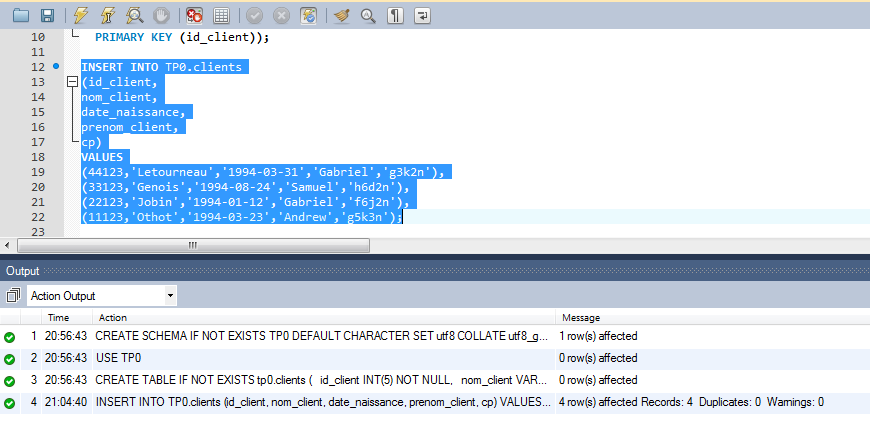 10 PRIMARY KEY (id_client));
11
12 INSERT INTO TP0.clients
13 (id_client,
14 nom_client,
15 date_naissance,
16 prenom_client,
17 cp)
18 VALUES
19 (44123,'Letourneau','1994-03-31','Gabriel','g3k2n'),
20 (33123,'Genois','1994-08-24','Samuel','h6d2n'),
21 (22123,'Jobin','1994-01-12','Gabriel','f6j2n'),
22 (11123,'Othot','1994-03-23','Andrew','g5k3n');
23
Output
Action Output
Time Action Message
1 20:56:43 CREATE SCHEMA IF NOT EXISTS TP0 DEFAULT CHARACTER SET utf8 COLLATE utf8_g... 1 row(s) affected
2 20:56:43 USE TP0 0 row(s) affected
3 20:56:43 CREATE TABLE IF NOT EXISTS tp0.clients ( id_client INT(5) NOT NULL, nom_client VAR... 0 row(s) affected
4 21:04:40 INSERT INTO TP0.clients (id_client, nom_client, date_naissance, prenom_client, cp) VALUES... 4 row(s) affected Records: 4 Duplicates: 0 Warnings: 0